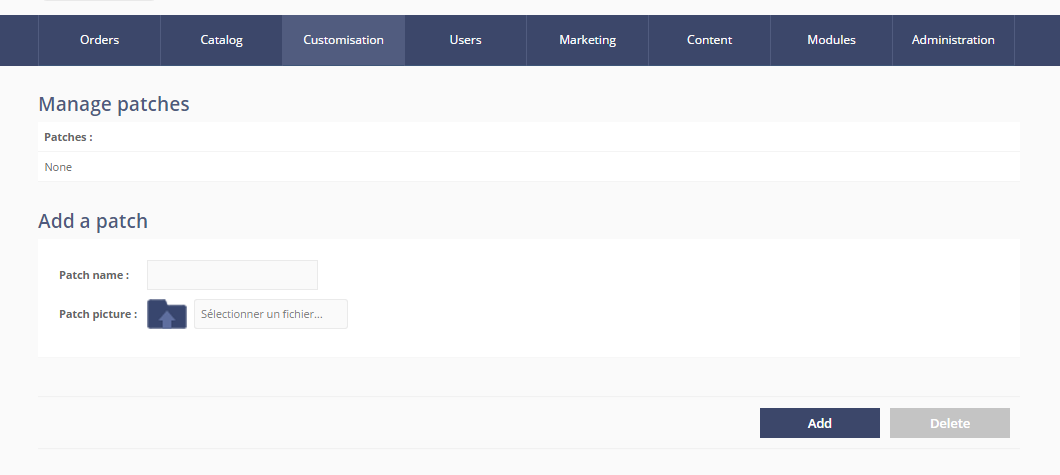 Orders Catalog Customisation Users Marketing Content Modules Administration
Manage patches
Patches :
None
Add a patch
Patch name :
Patch picture : Sélectionner un fichier...
Add Delete